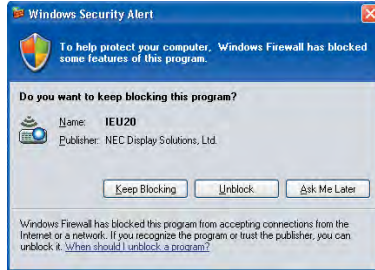 Windows Security Alert
To help protect your computer, Windows Firewall has blocked
some features of this program.
Do you want to keep blocking this program?
Name: IEU20
Publisher: NEC Display Solutions, Ltd.
Keep Blocking Unblock Ask Me Later
Windows Firewall has blocked this program from accepting connections from the
Internet or a network. If you recognize the program or trust the publisher, you can
unblock it. When should I unblock a program?